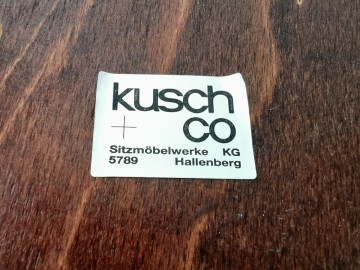 kusch
+ co
Sitzmöbelwerke KG
5789 Hallenberg